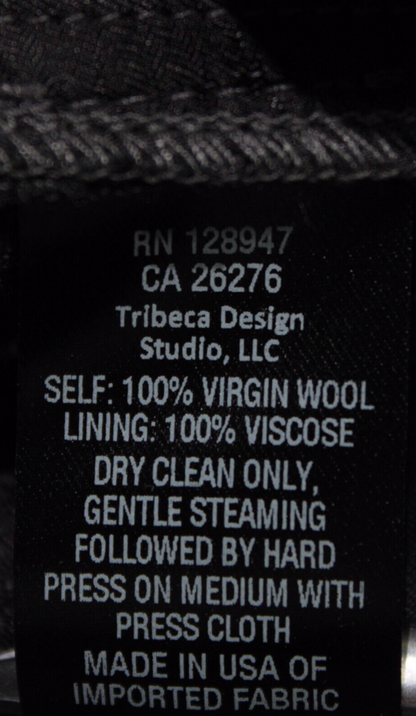 RN 128947
CA 26276
Tribeca Design
Studio, LLC
SELF: 100% VIRGIN WOOL
LINING: 100% VISCOSE
DRY CLEAN ONLY,
GENTLE STEAMING
FOLLOWED BY HARD
PRESS ON MEDIUM WITH
PRESS CLOTH
MADE IN USA OF
IMPORTED FABRIC